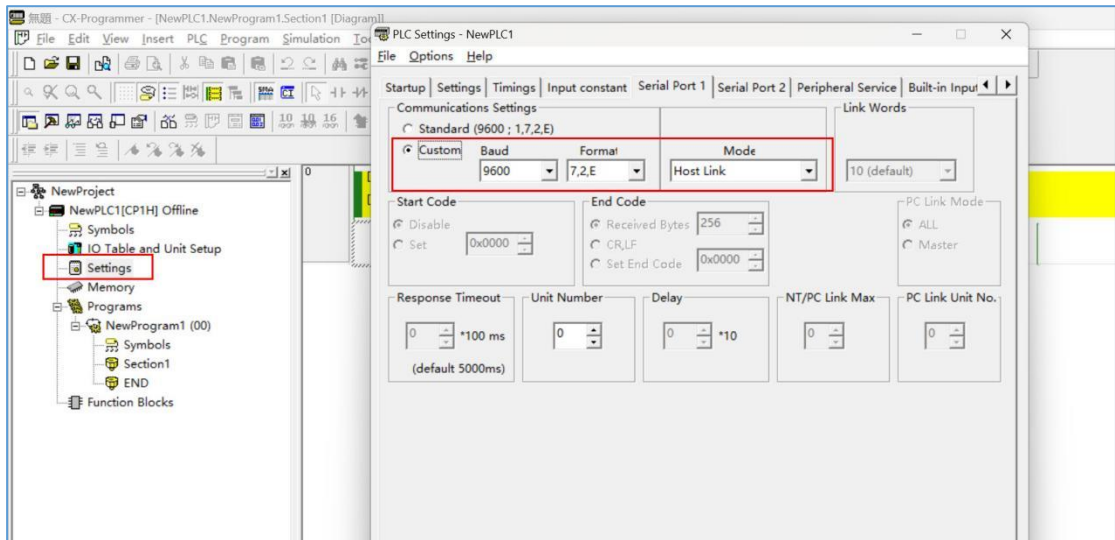 無題 - CX-Programmer - [NewPLC1.NewProgram1.Section1 [Diagram]]
File Edit View Insert PLC Program Simulation Too
PLC Settings - NewPLC1
File Options Help
Startup Settings Timings Input constant Serial Port 1 Serial Port 2 Peripheral Service Built-in Input
Communications Settings
Link Words
Standard (9600 ; 1,7,2,E)
Custom Baud Format Mode
9600 7,2,E Host Link 10 (default)
Start Code End Code PC Link Mode
Disable Received Bytes 256 ALL
Set 0x0000 CR,LF Master
Set End Code 0x0000
Response Timeout Unit Number Delay NT/PC Link Max PC Link Unit No.
0 *100 ms 0 0 *10 0 0
(default 5000ms)
0
NewProject
NewPLC1[CP1H] Offline
Symbols
IO Table and Unit Setup
Settings
Memory
Programs
NewProgram1 (00)
Symbols
Section1
END
Function Blocks